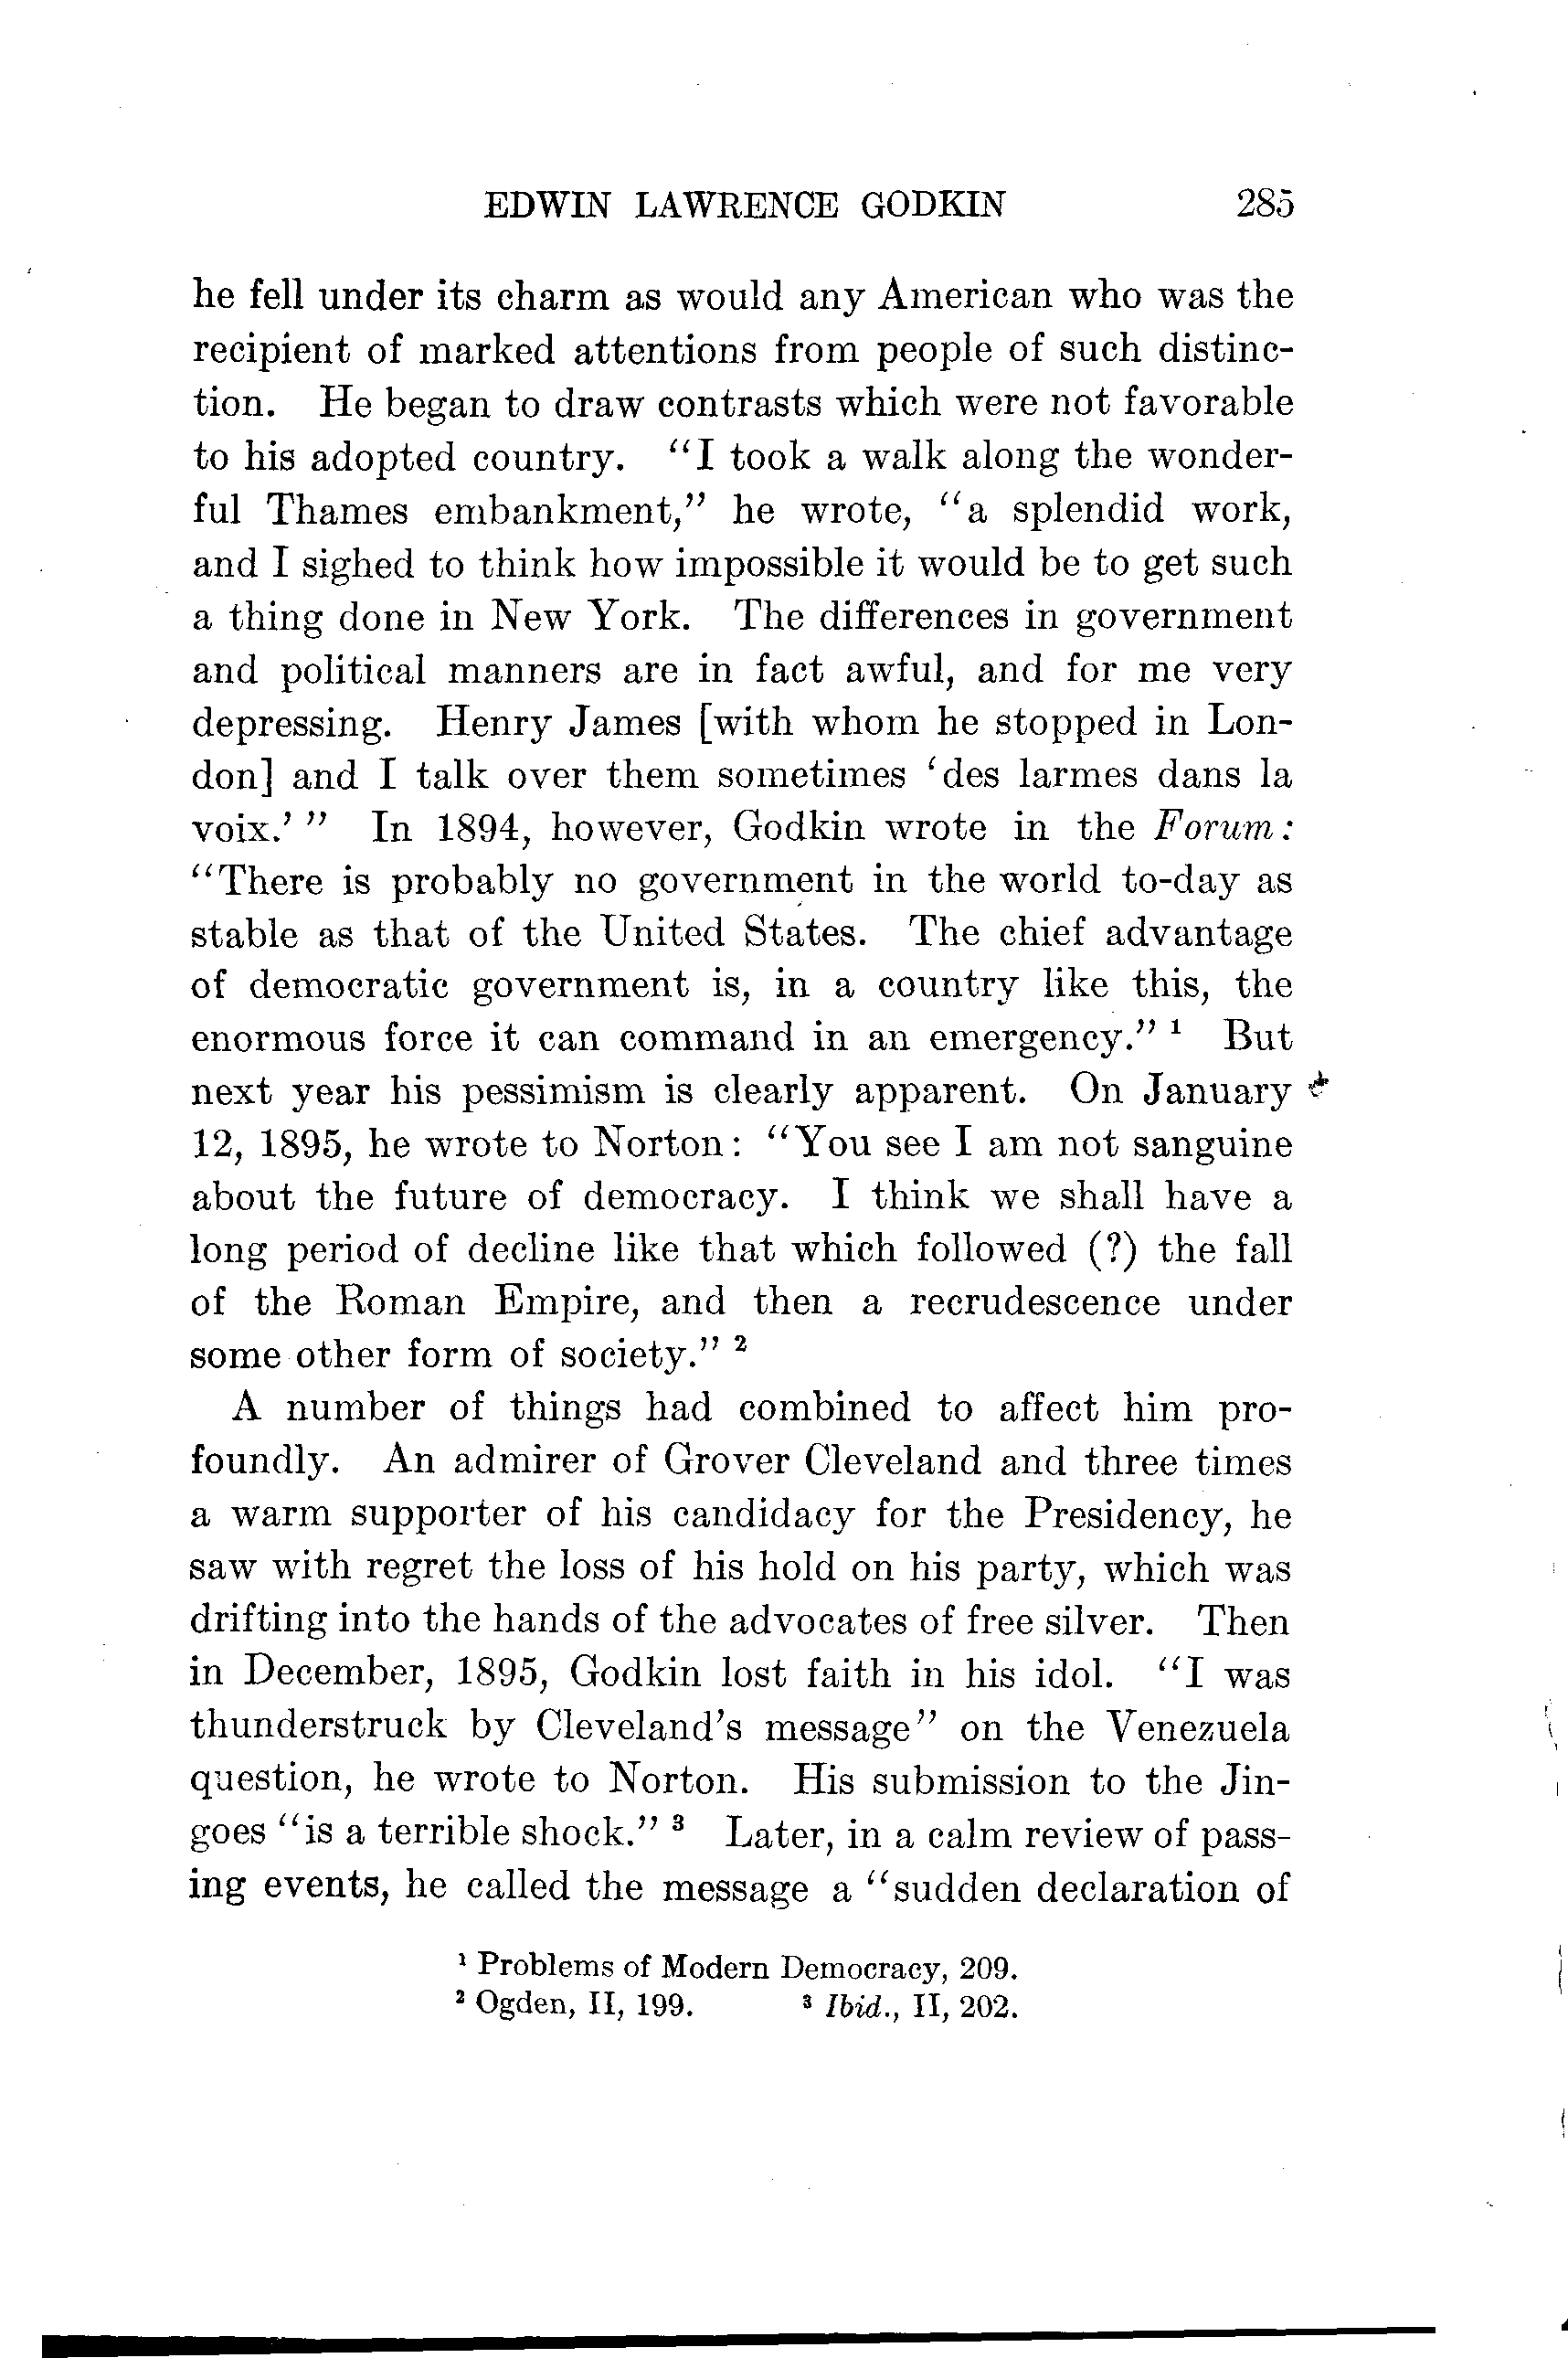 EDWIN LAWRENCE GODKIN 285
he fell under its charm as would any American who was the
recipient of marked attentions from people of such distinc-
tion. He began to draw contrasts which were not favorable
to his adopted country. "I took a walk along the wonder-
ful Thames embankment," he wrote, "a splendid work,
and I sighed to think how impossible it would be to get such
a thing done in New York. The differences in government
and political manners are in fact awful, and for me very
depressing. Henry James [with whom he stopped in Lon-
don] and I talk over them sometimes 'des larmes dans la
voix.' " In 1894, however, Godkin wrote in the Forum:
"There is probably no government in the world to-day as
stable as that of the United States. The chief advantage
of democratic government is, in a country like this, the
enormous force it can command in an emergency." ¹ But
next year his pessimism is clearly apparent. On January
12, 1895, he wrote to Norton: "You see I am not sanguine
about the future of democracy. I think we shall have a
long period of decline like that which followed (?) the fall
of the Roman Empire, and then a recrudescence under
some other form of society." ²
A number of things had combined to affect him pro-
foundly. An admirer of Grover Cleveland and three times
a warm supporter of his candidacy for the Presidency, he
saw with regret the loss of his hold on his party, which was
drifting into the hands of the advocates of free silver. Then
in December, 1895, Godkin lost faith in his idol. "I was
thunderstruck by Cleveland's message" on the Venezuela
question, he wrote to Norton. His submission to the Jin-
goes "is a terrible shock." ³ Later, in a calm review of pass-
ing events, he called the message a "sudden declaration of
¹ Problems of Modern Democracy, 209.
² Ogden, II, 199. ³ Ibid., II, 202.